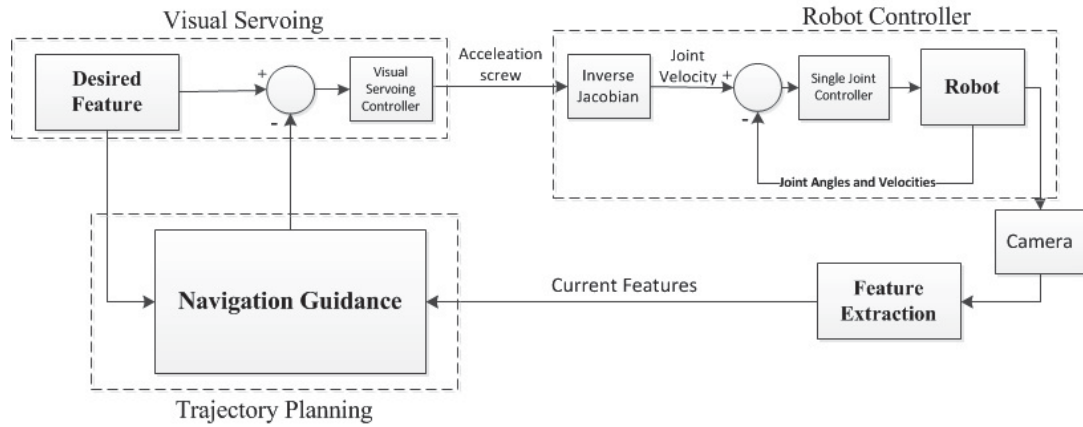 Visual Servoing
Robot Controller
Desired
Feature
+
-
Visual
Servoing
Controller
Acceleation
screw
Inverse
Jacobian
Joint
Velocity
+
-
Single Joint
Controller
Robot
Joint Angles and Velocities
Camera
Navigation Guidance
Current Features
Feature
Extraction
Trajectory Planning